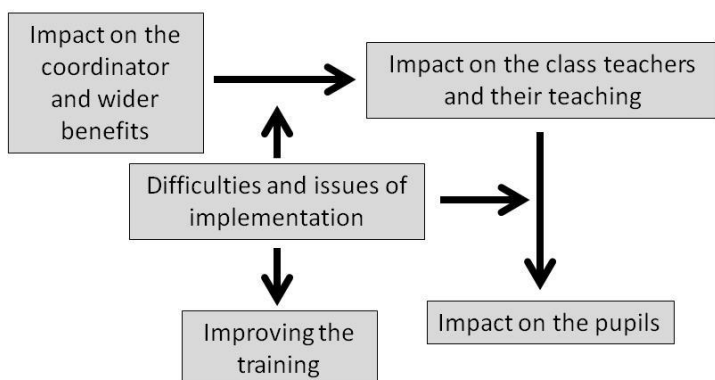 Impact on the
coordinator
and wider
benefits
Impact on the class teachers
and their teaching
Difficulties and issues of
implementation
Improving the
training
Impact on the pupils